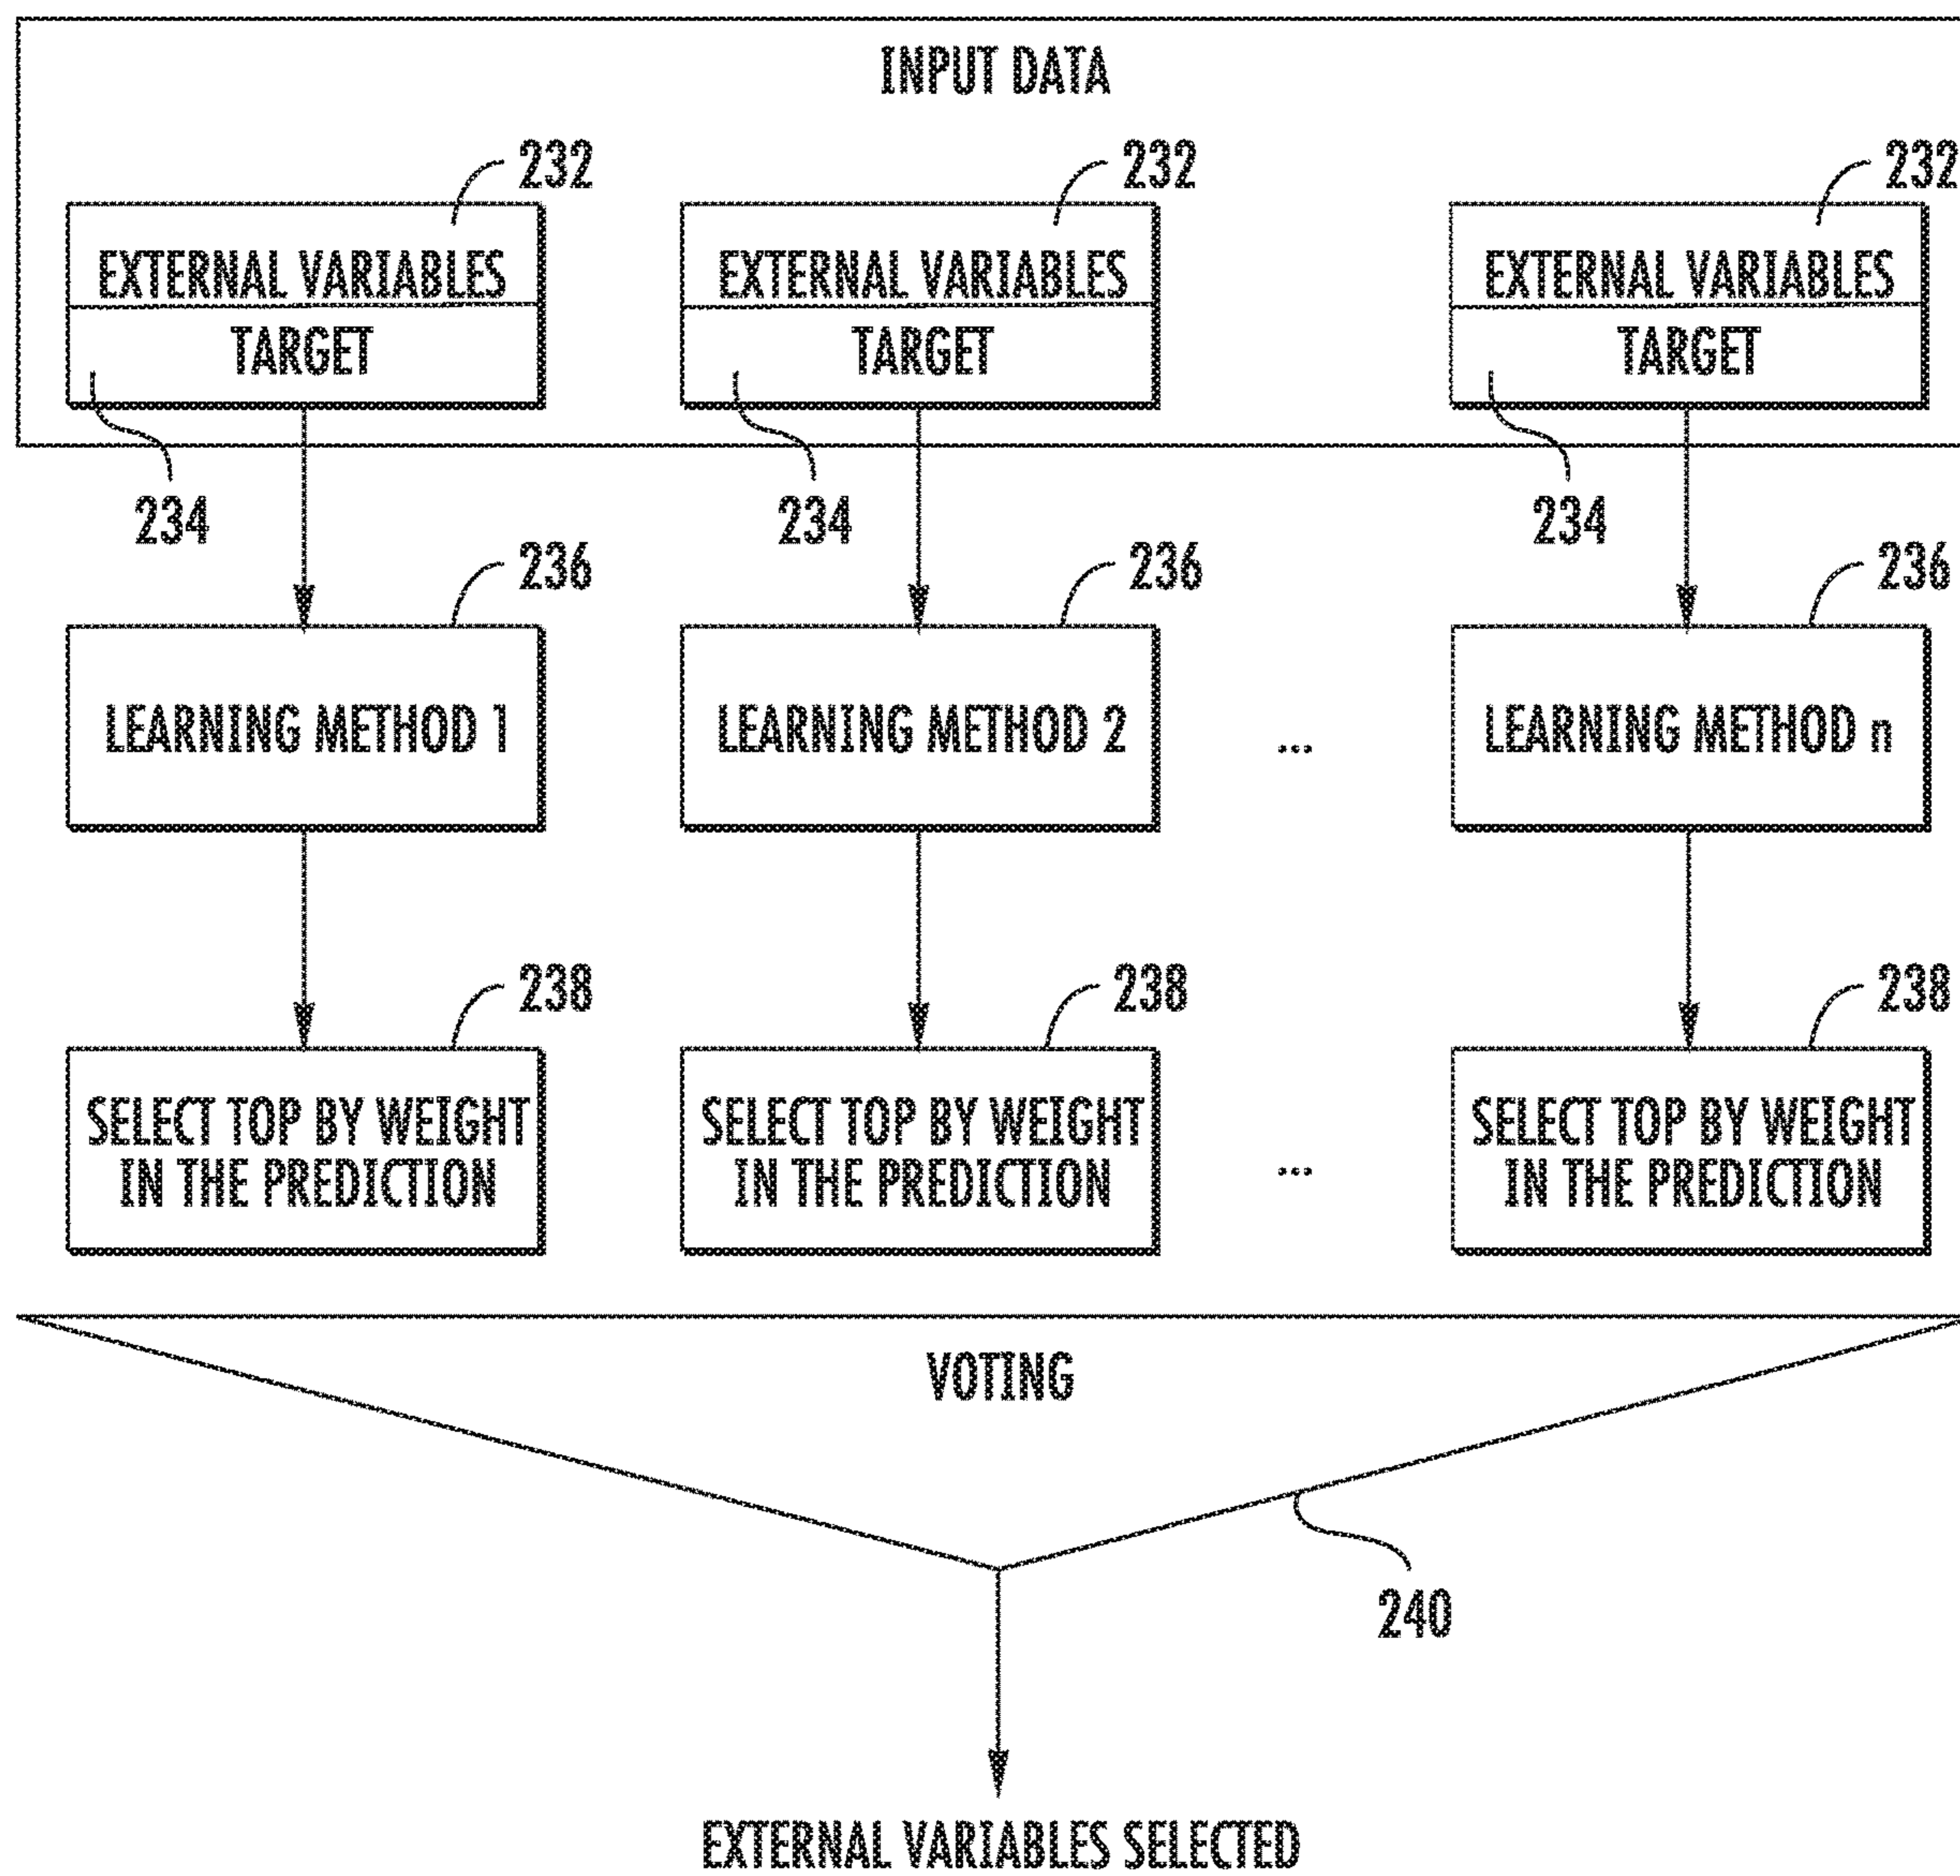 INPUT DATA
232 232 232
EXTERNAL VARIABLES EXTERNAL VARIABLES EXTERNAL VARIABLES
TARGET TARGET TARGET
234 234 234
236 236 236
LEARNING METHOD 1 LEARNING METHOD 2 ... LEARNING METHOD n
238 238 238
SELECT TOP BY WEIGHT SELECT TOP BY WEIGHT SELECT TOP BY WEIGHT
IN THE PREDICTION IN THE PREDICTION ... IN THE PREDICTION
VOTING
240
EXTERNAL VARIABLES SELECTED